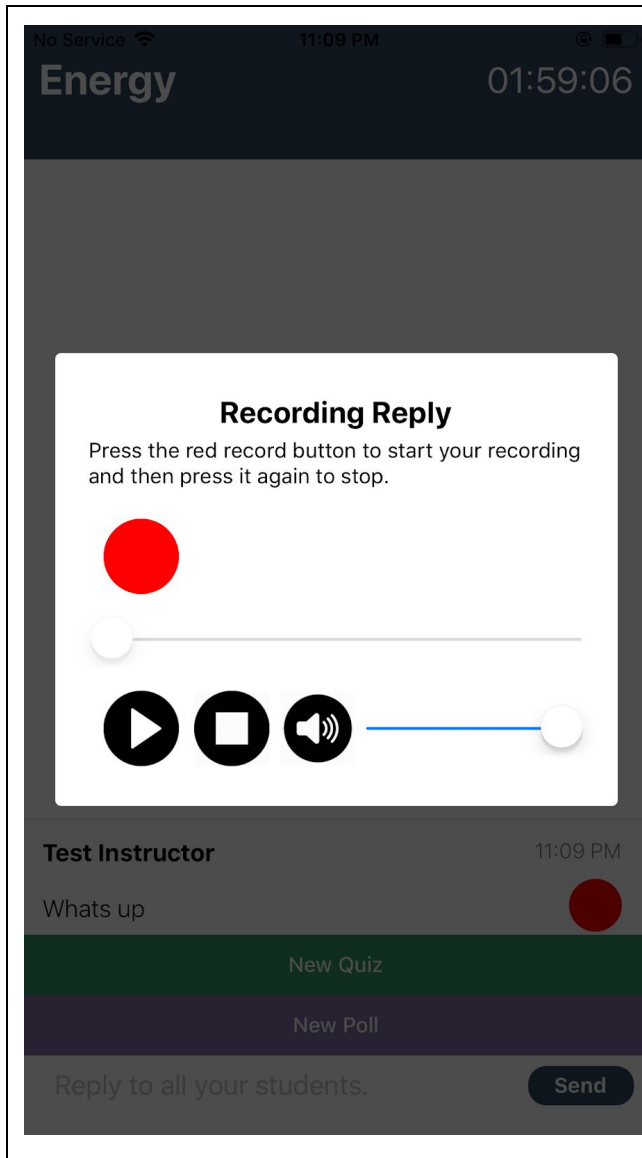 No Service 11:09 PM
Energy 01:59:06
Recording Reply
Press the red record button to start your recording
and then press it again to stop.
Test Instructor 11:09 PM
Whats up
New Quiz
New Poll
Reply to all your students. Send